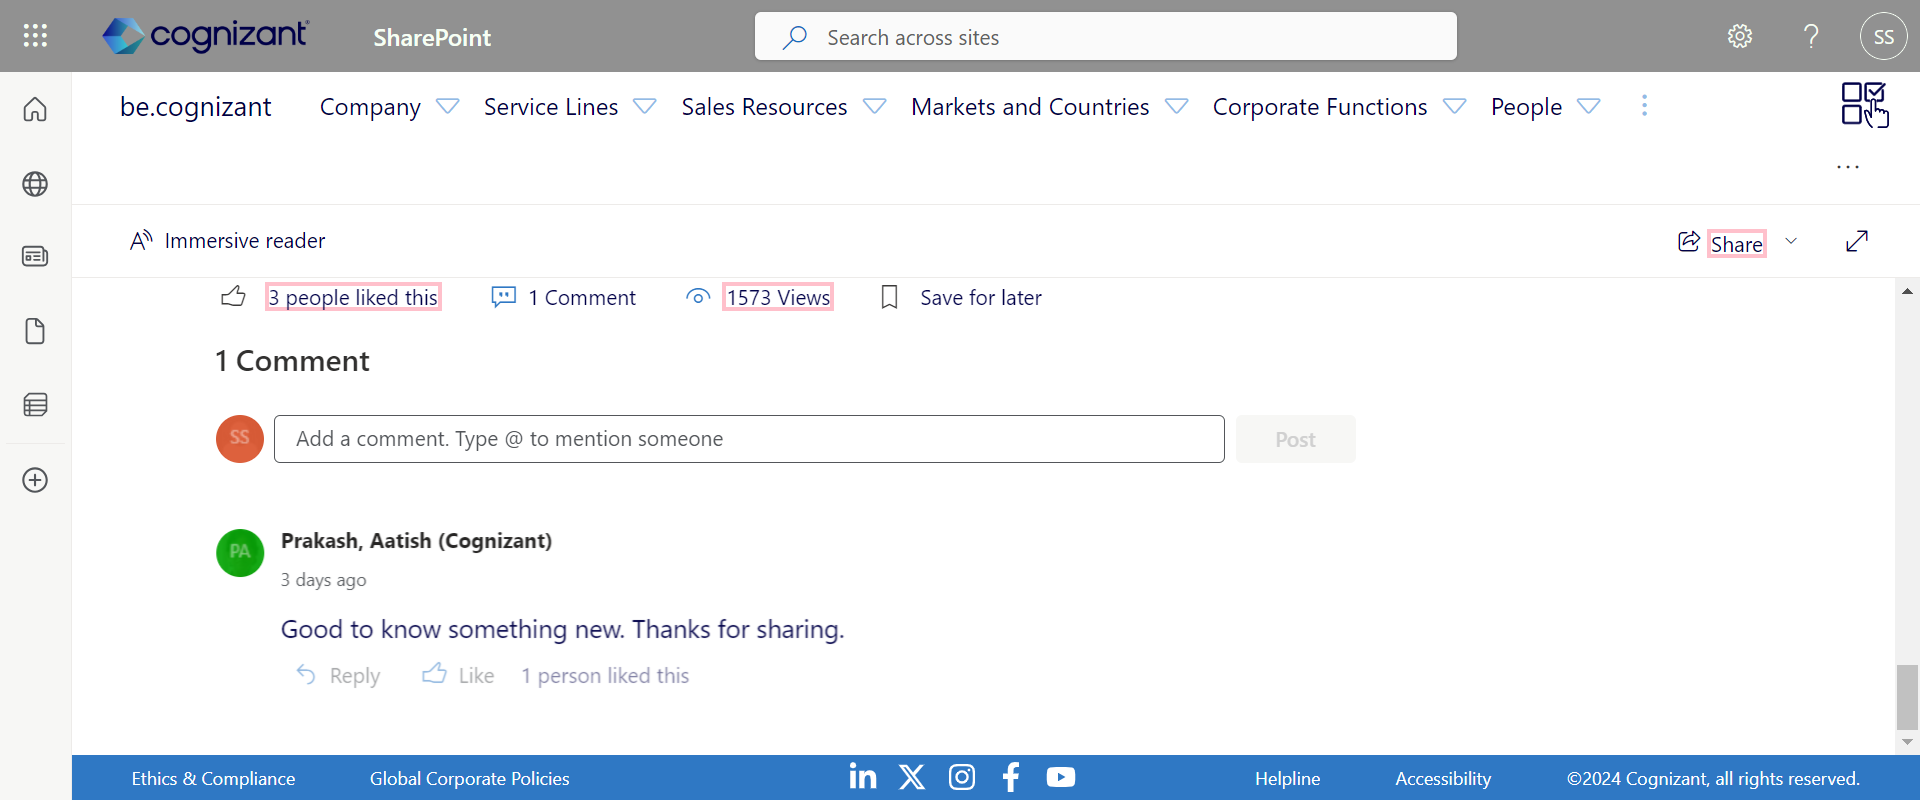 cognizant SharePoint Search across sites SS
be.cognizant Company Service Lines Sales Resources Markets and Countries Corporate Functions People
Immersive reader Share
3 people liked this 1 Comment 1573 Views Save for later
1 Comment
SS Add a comment. Type @ to mention someone Post
PA Prakash, Aatish (Cognizant)
3 days ago
Good to know something new. Thanks for sharing.
Reply Like 1 person liked this
Ethics & Compliance Global Corporate Policies Helpline Accessibility ©2024 Cognizant, all rights reserved.